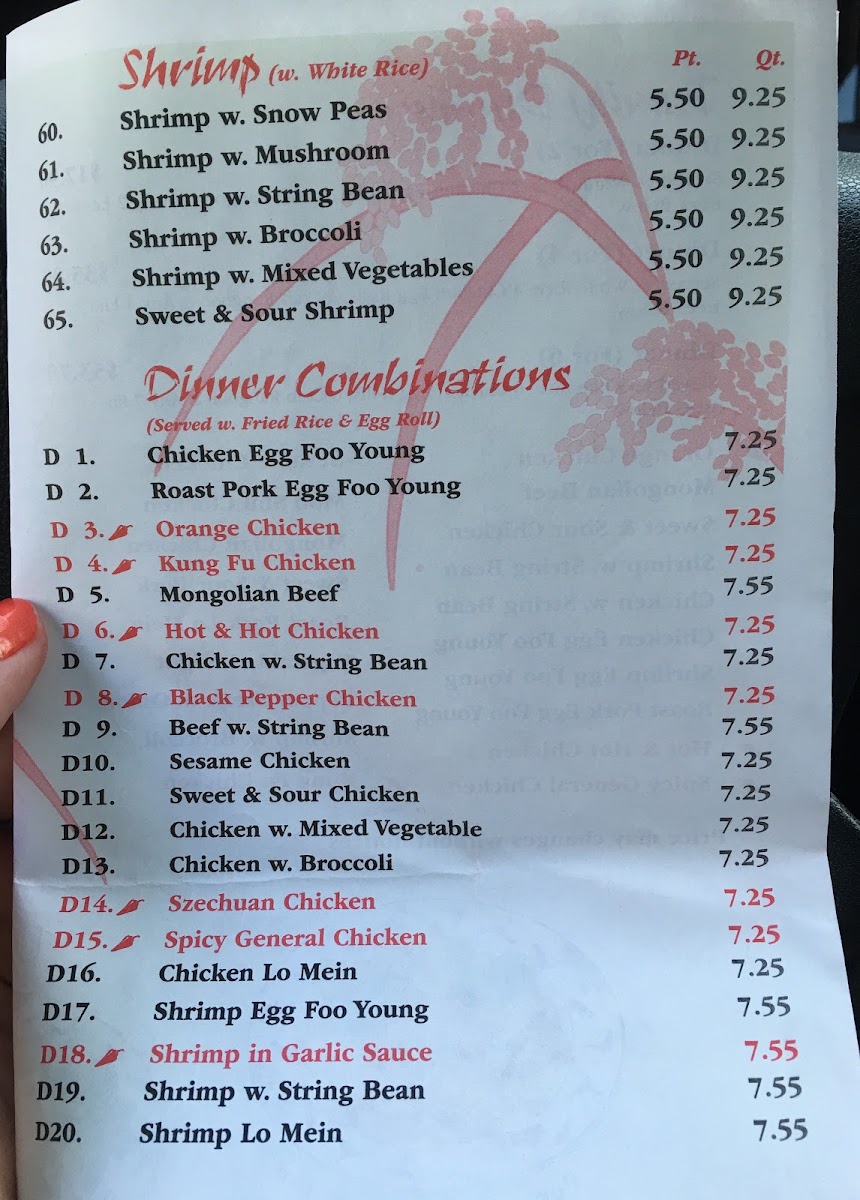 Shrimp (w. White Rice) Pt. Qt.
60. Shrimp w. Snow Peas 5.50 9.25
61. Shrimp w. Mushroom 5.50 9.25
62. Shrimp w. String Bean 5.50 9.25
63. Shrimp w. Broccoli 5.50 9.25
64. Shrimp w. Mixed Vegetables 5.50 9.25
65. Sweet & Sour Shrimp 5.50 9.25
Dinner Combinations
(Served w. Fried Rice & Egg Roll)
D 1. Chicken Egg Foo Young 7.25
D 2. Roast Pork Egg Foo Young 7.25
D 3. Orange Chicken 7.25
D 4. Kung Fu Chicken 7.25
D 5. Mongolian Beef 7.55
D 6. Hot & Hot Chicken 7.25
D 7. Chicken w. String Bean 7.25
D 8. Black Pepper Chicken 7.25
D 9. Beef w. String Bean 7.55
D10. Sesame Chicken 7.25
D11. Sweet & Sour Chicken 7.25
D12. Chicken w. Mixed Vegetable 7.25
D13. Chicken w. Broccoli 7.25
D14. Szechuan Chicken 7.25
D15. Spicy General Chicken 7.25
D16. Chicken Lo Mein 7.25
D17. Shrimp Egg Foo Young 7.55
D18. Shrimp in Garlic Sauce 7.55
D19. Shrimp w. String Bean 7.55
D20. Shrimp Lo Mein 7.55